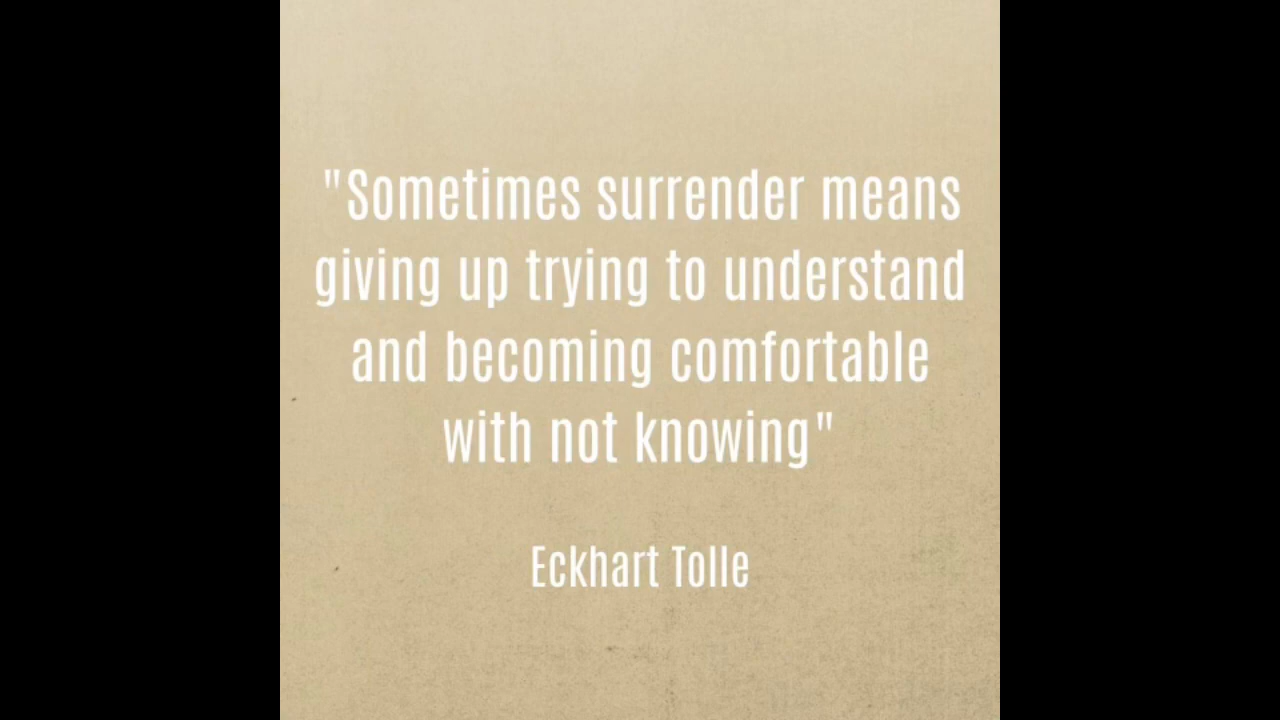 "Sometimes surrender means
giving up trying to understand
and becoming comfortable
with not knowing"
Eckhart Tolle